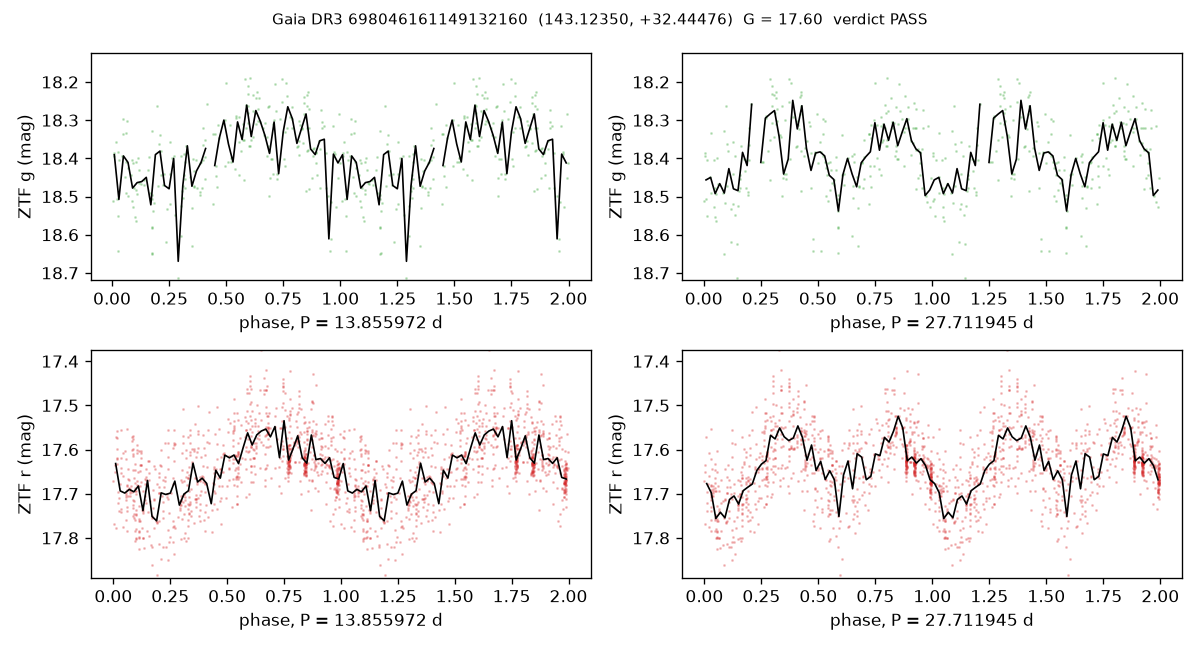 Gaia DR3 698046161149132160 (143.12350, +32.44476) G = 17.60 verdict PASS
ZTF g (mag)
18.2
18.3
18.4
18.5
18.6
18.7
0.00 0.25 0.50 0.75 1.00 1.25 1.50 1.75 2.00
phase, P = 13.855972 d
ZTF g (mag)
18.2
18.3
18.4
18.5
18.6
18.7
0.00 0.25 0.50 0.75 1.00 1.25 1.50 1.75 2.00
phase, P = 27.711945 d
ZTF r (mag)
17.4
17.5
17.6
17.7
17.8
0.00 0.25 0.50 0.75 1.00 1.25 1.50 1.75 2.00
phase, P = 13.855972 d
ZTF r (mag)
17.4
17.5
17.6
17.7
17.8
0.00 0.25 0.50 0.75 1.00 1.25 1.50 1.75 2.00
phase, P = 27.711945 d